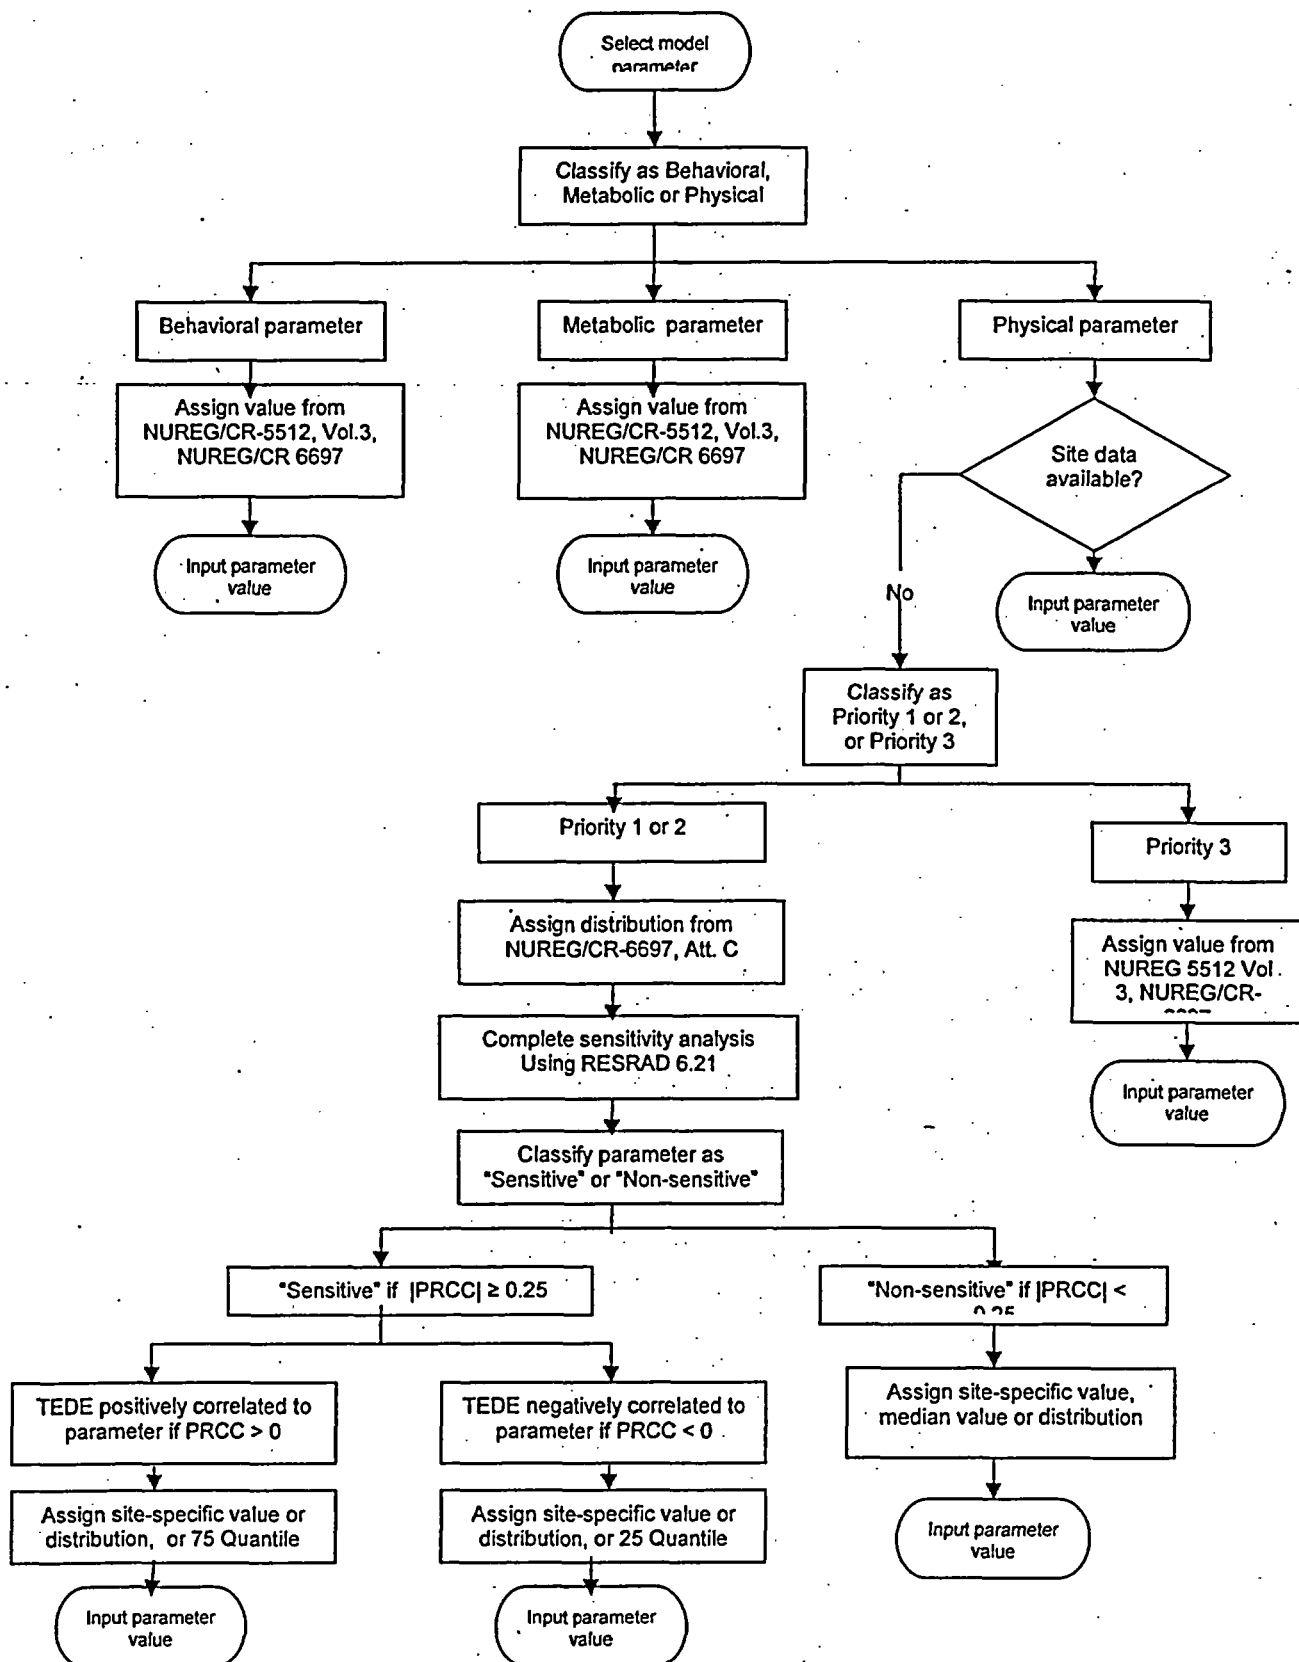 Select model
parameter
Classify as Behavioral,
Metabolic or Physical
Behavioral parameter
Metabolic parameter
Physical parameter
Assign value from
NUREG/CR-5512, Vol.3,
NUREG/CR 6697
Assign value from
NUREG/CR-5512, Vol.3,
NUREG/CR 6697
Site data
available?
Input parameter
value
Input parameter
value
No
Input parameter
value
Classify as
Priority 1 or 2,
or Priority 3
Priority 1 or 2
Priority 3
Assign distribution from
NUREG/CR-6697, Att. C
Assign value from
NUREG 5512 Vol
3, NUREG/CR-
Complete sensitivity analysis
Using RESRAD 6.21
Input parameter
value
Classify parameter as
"Sensitive" or "Non-sensitive"
"Sensitive" if |PRCC| ≥ 0.25
"Non-sensitive" if |PRCC| <
0.25
TEDE positively correlated to
parameter if PRCC > 0
TEDE negatively correlated to
parameter if PRCC < 0
Assign site-specific value,
median value or distribution
Assign site-specific value or
distribution, or 75 Quantile
Assign site-specific value or
distribution, or 25 Quantile
Input parameter
value
Input parameter
value
Input parameter
value